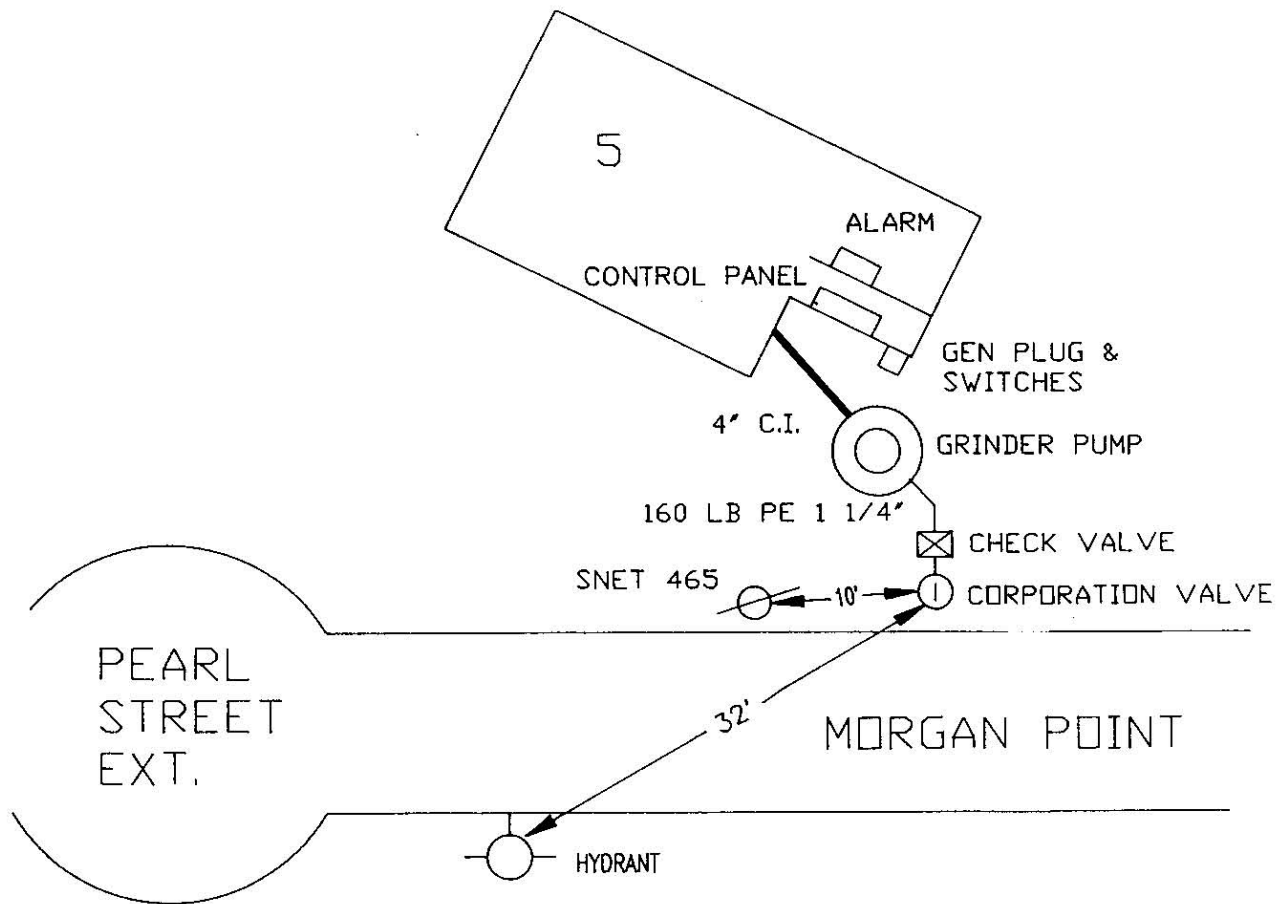 5
ALARM
CONTROL PANEL
GEN PLUG &
SWITCHES
4" C.I.
GRINDER PUMP
160 LB PE 1 1/4"
CHECK VALVE
SNET 465
10'
CORPORATION VALVE
PEARL
STREET
EXT.
32'
MORGAN POINT
HYDRANT